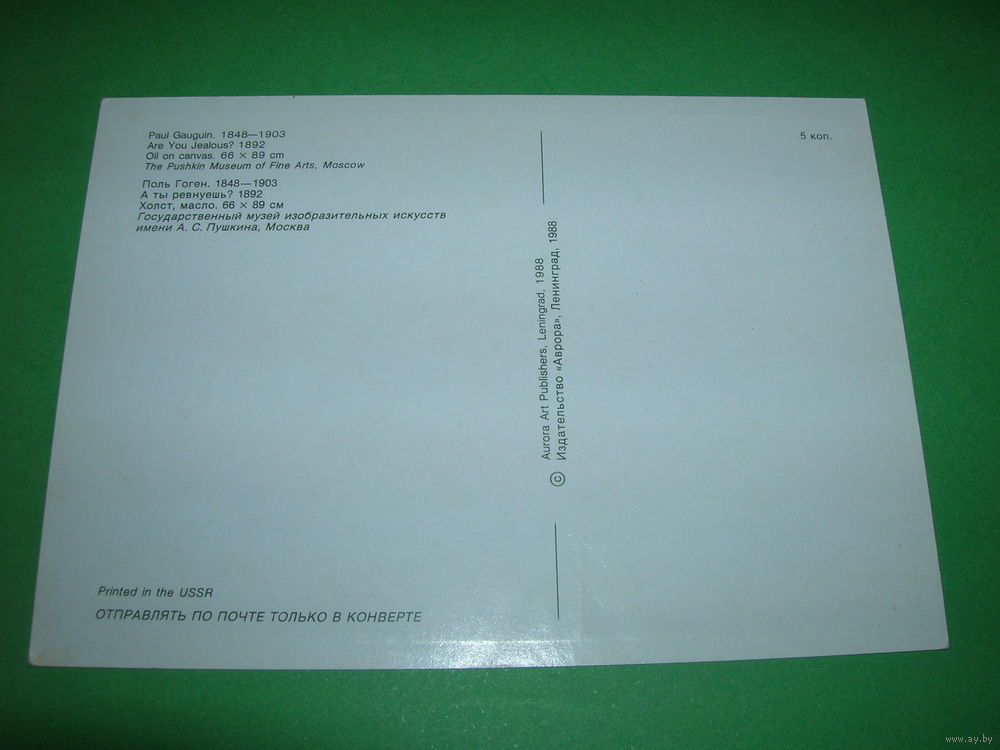 Paul Gauguin. 1848—1903
Are You Jealous? 1892
Oil on canvas. 66 × 89 cm
The Pushkin Museum of Fine Arts, Moscow
Поль Гоген. 1848—1903
А ты ревнуешь? 1892
Холст, масло. 66 × 89 см
Государственный музей изобразительных искусств
имени А. С. Пушкина, Москва
Printed in the USSR
ОТПРАВЛЯТЬ ПО ПОЧТЕ ТОЛЬКО В КОНВЕРТЕ
©
Aurora Art Publishers, Leningrad, 1988
Издательство «Аврора», Ленинград, 1988
5 коп.
www.ay.by